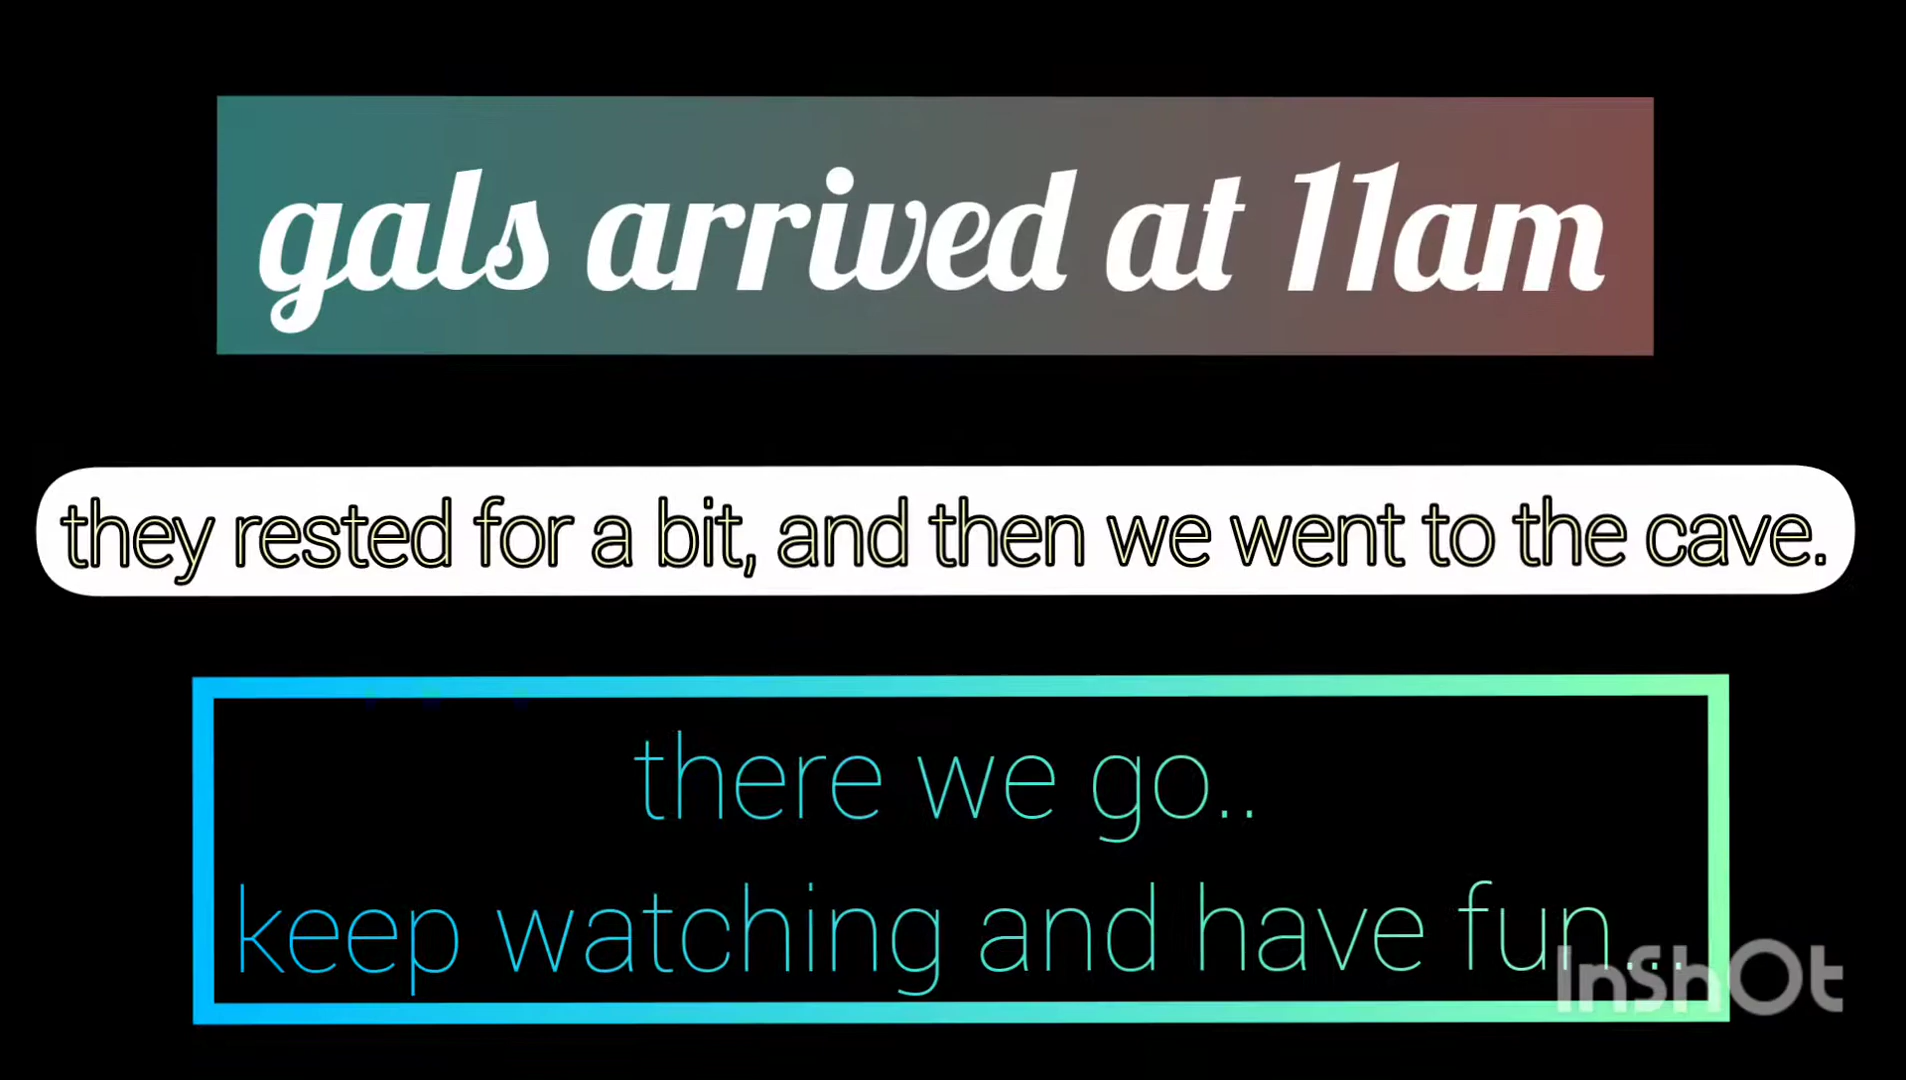 gals arrived at 11am
they rested for a bit, and then we went to the cave.
there we go..
keep watching and have fun...
InShOt